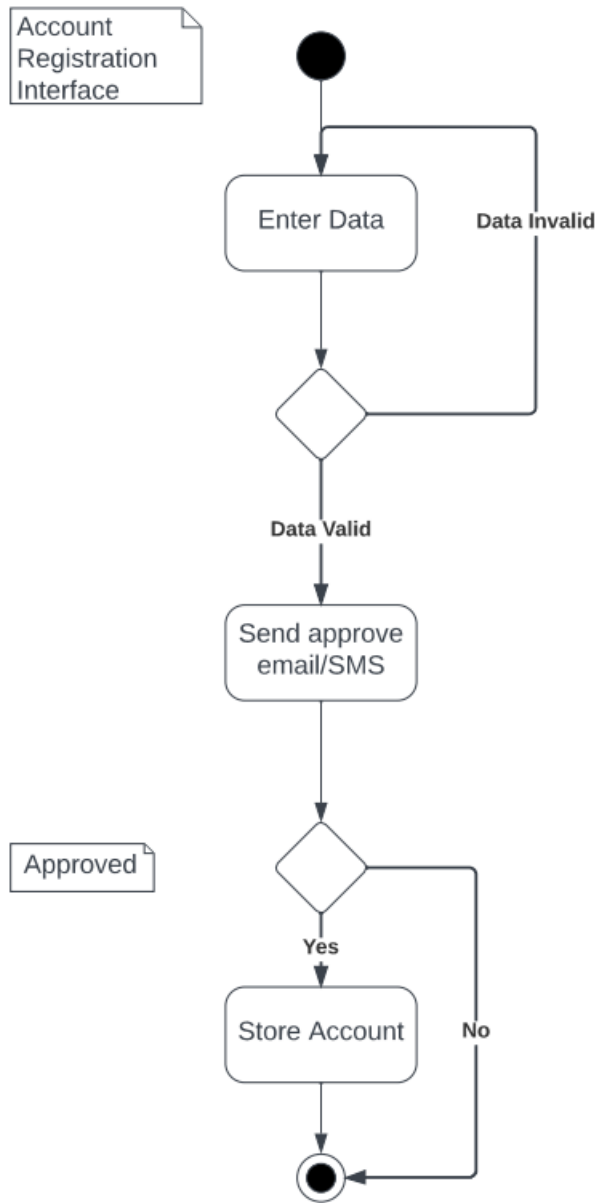 Account
Registration
Interface
Enter Data
Data Invalid
Data Valid
Send approve
email/SMS
Approved
Yes
Store Account
No